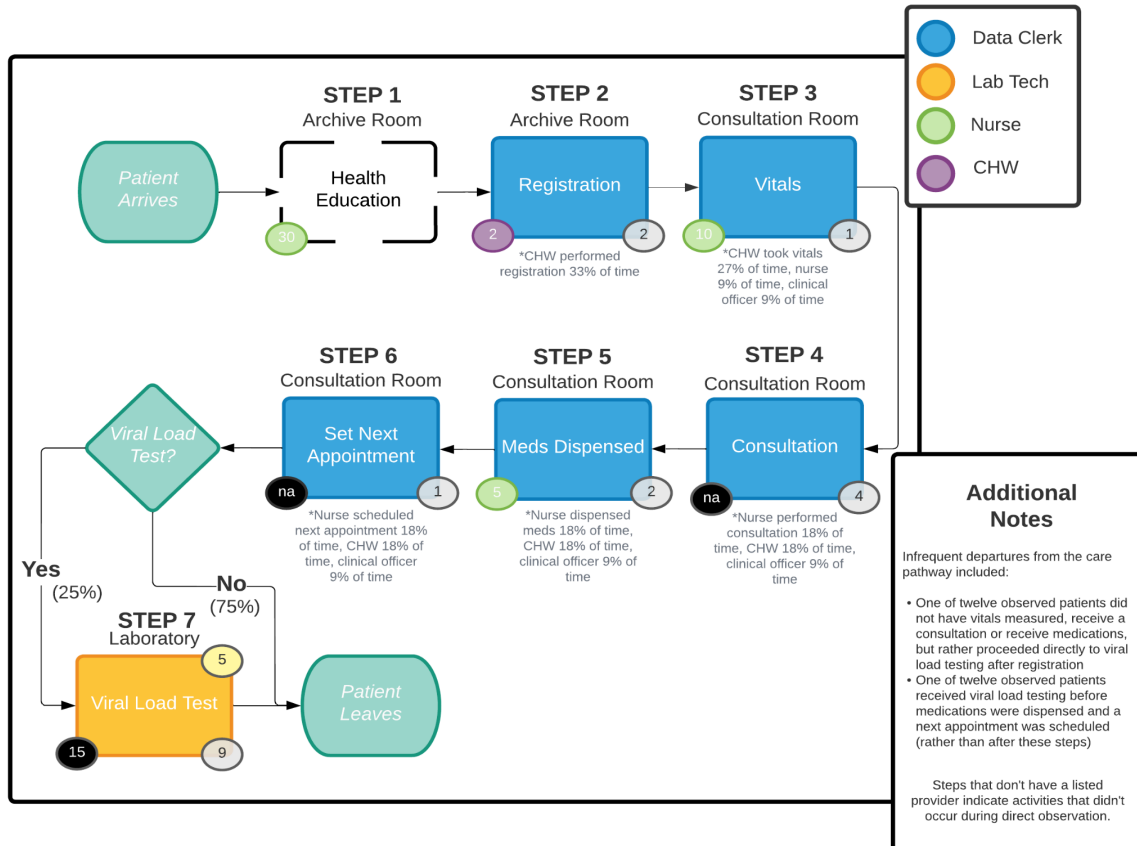 Data Clerk
Lab Tech
Nurse
CHW
STEP 1
Archive Room
STEP 2
Archive Room
STEP 3
Consultation Room
Patient
Arrives
Health
Education
30
Registration
2
2
*CHW performed
registration 33% of time
Vitals
10
1
*CHW took vitals
27% of time, nurse
9% of time, clinical
officer 9% of time
STEP 4
Consultation Room
Consultation
na
4
*Nurse performed
consultation 18% of
time, CHW 18% of time,
clinical officer 9% of
time
STEP 5
Consultation Room
Meds Dispensed
5
2
*Nurse dispensed
meds 18% of time,
CHW 18% of time,
clinical officer 9% of
time
STEP 6
Consultation Room
Set Next
Appointment
na
1
*Nurse scheduled
next appointment 18%
of time, CHW 18% of
time, clinical officer
9% of time
Viral Load
Test?
Yes
(25%)
No
(75%)
STEP 7
Laboratory
5
Viral Load Test
15
9
Patient
Leaves
Additional
Notes
Infrequent departures from the care
pathway included:
• One of twelve observed patients did
not have vitals measured, receive a
consultation or receive medications,
but rather proceeded directly to viral
load testing after registration
• One of twelve observed patients
received viral load testing before
medications were dispensed and a
next appointment was scheduled
(rather than after these steps)
Steps that don't have a listed
provider indicate activities that didn't
occur during direct observation.